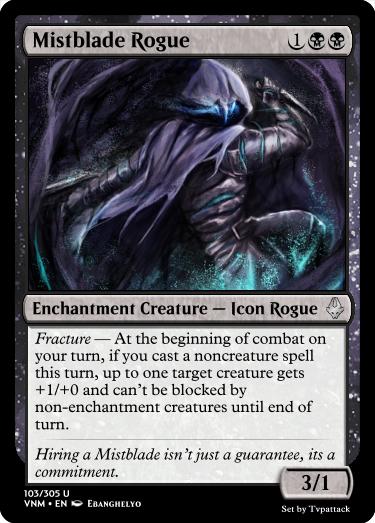 Mistblade Rogue 1
Enchantment Creature — Icon Rogue
Fracture — At the beginning of combat on
your turn, if you cast a noncreature spell
this turn, up to one target creature gets
+1/+0 and can't be blocked by
non-enchantment creatures until end of
turn.
Hiring a Mistblade isn't just a guarantee, its a
commitment.
3/1
103/305 U
VNM • EN Ebanghelyo
Set by Tvpattack